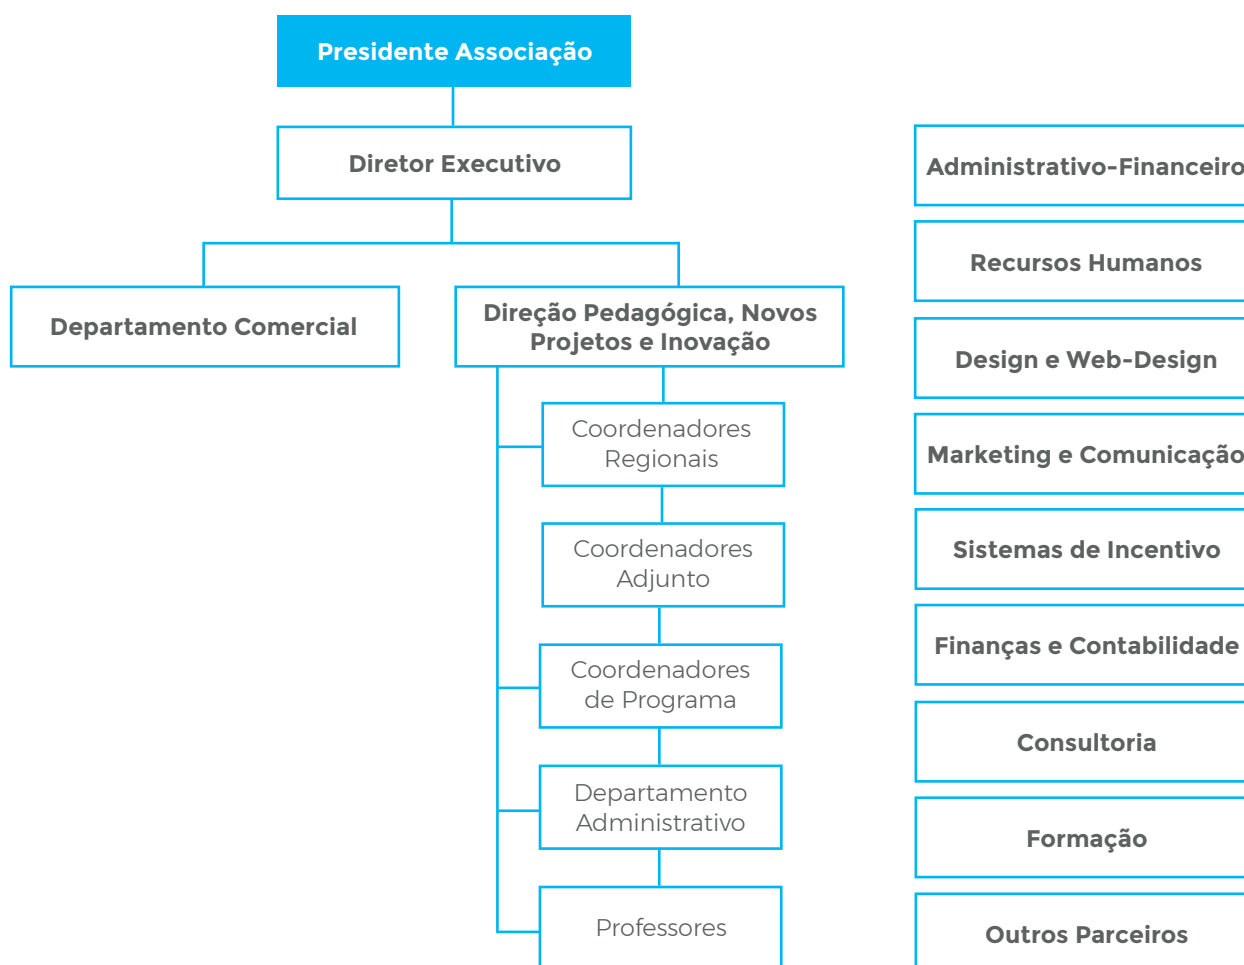 Presidente Associação
Diretor Executivo
Departamento Comercial
Direção Pedagógica, Novos
Projetos e Inovação
Coordenadores
Regionais
Coordenadores
Adjunto
Coordenadores
de Programa
Departamento
Administrativo
Professores
Administrativo-Financeiro
Recursos Humanos
Design e Web-Design
Marketing e Comunicação
Sistemas de Incentivo
Finanças e Contabilidade
Consultoria
Formação
Outros Parceiros